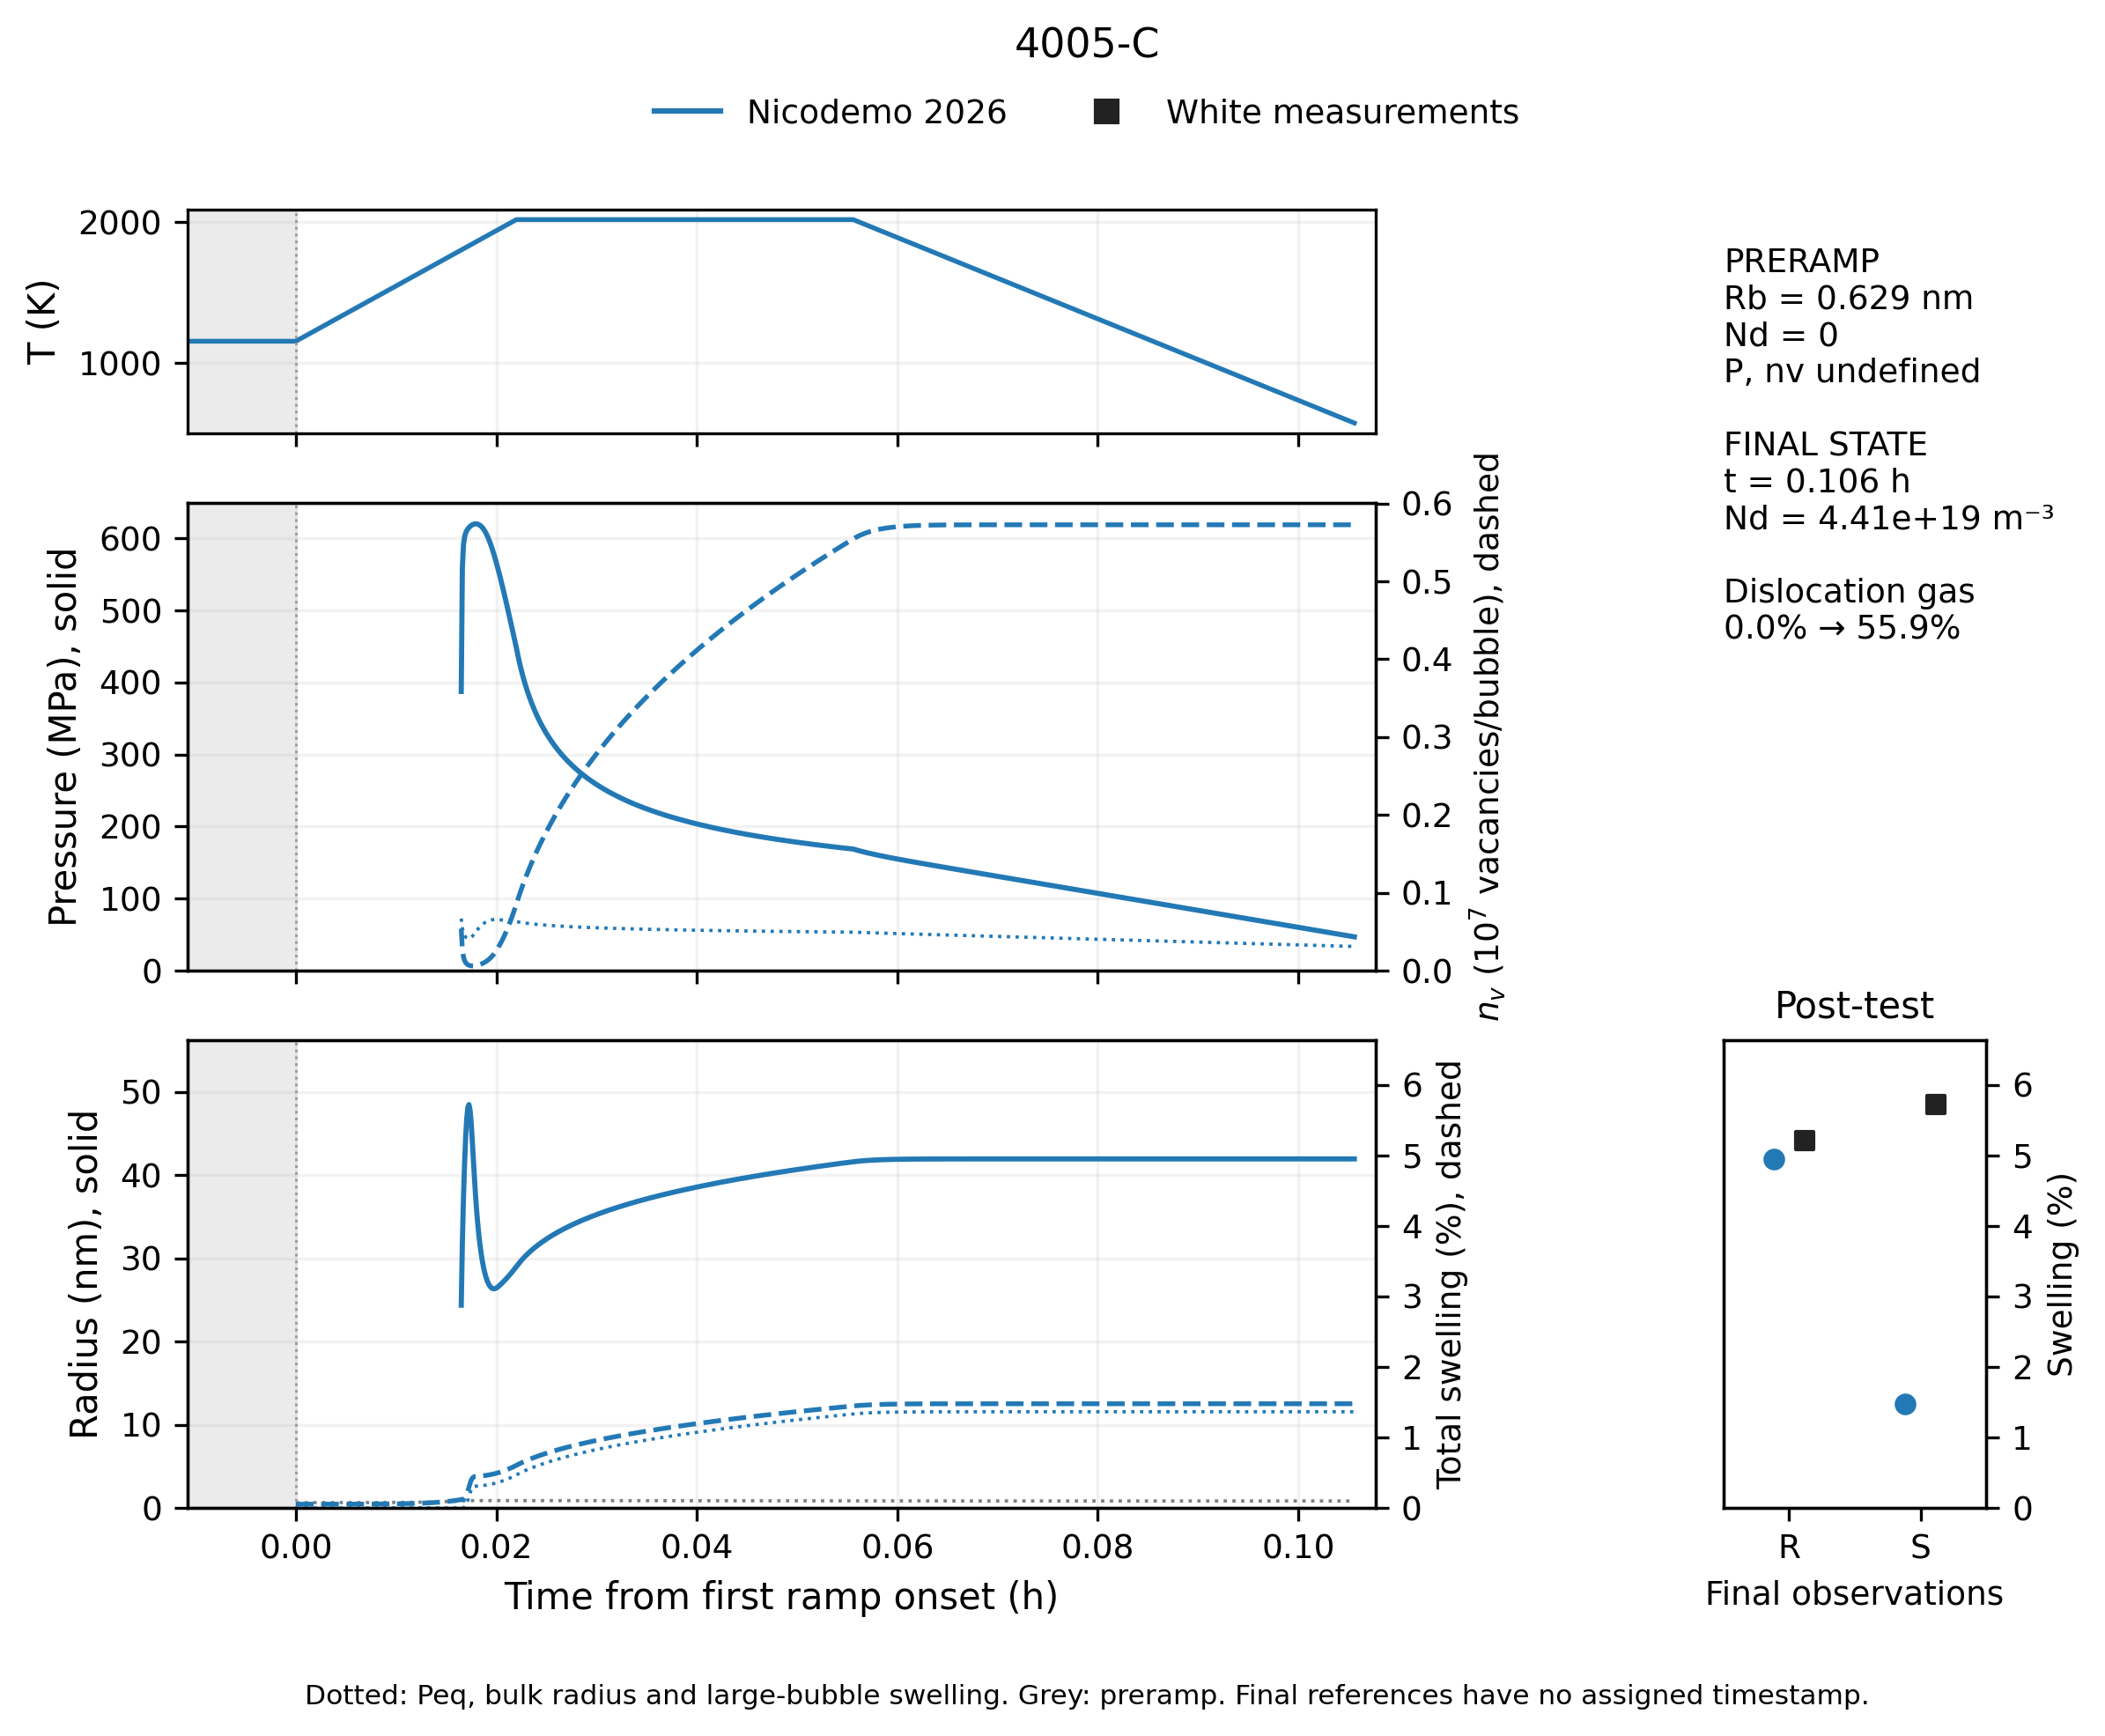 4005-C
Nicodemo 2026
White measurements
2000
1000
T (K)
PRERAMP
Rb = 0.629 nm
Nd = 0
P, nv undefined
FINAL STATE
t = 0.106 h
Nd = 4.41e+19 m⁻³
Dislocation gas
0.0% → 55.9%
600
500
400
300
200
100
0
Pressure (MPa), solid
0.6
0.5
0.4
0.3
0.2
0.1
0.0
nᵥ (10⁷ vacancies/bubble), dashed
50
40
30
20
10
0
Radius (nm), solid
6
5
4
3
2
1
0
Total swelling (%), dashed
0.00
0.02
0.04
0.06
0.08
0.10
Time from first ramp onset (h)
Post-test
6
5
4
3
2
1
0
Swelling (%)
R
S
Final observations
Dotted: Peq, bulk radius and large-bubble swelling. Grey: preramp. Final references have no assigned timestamp.